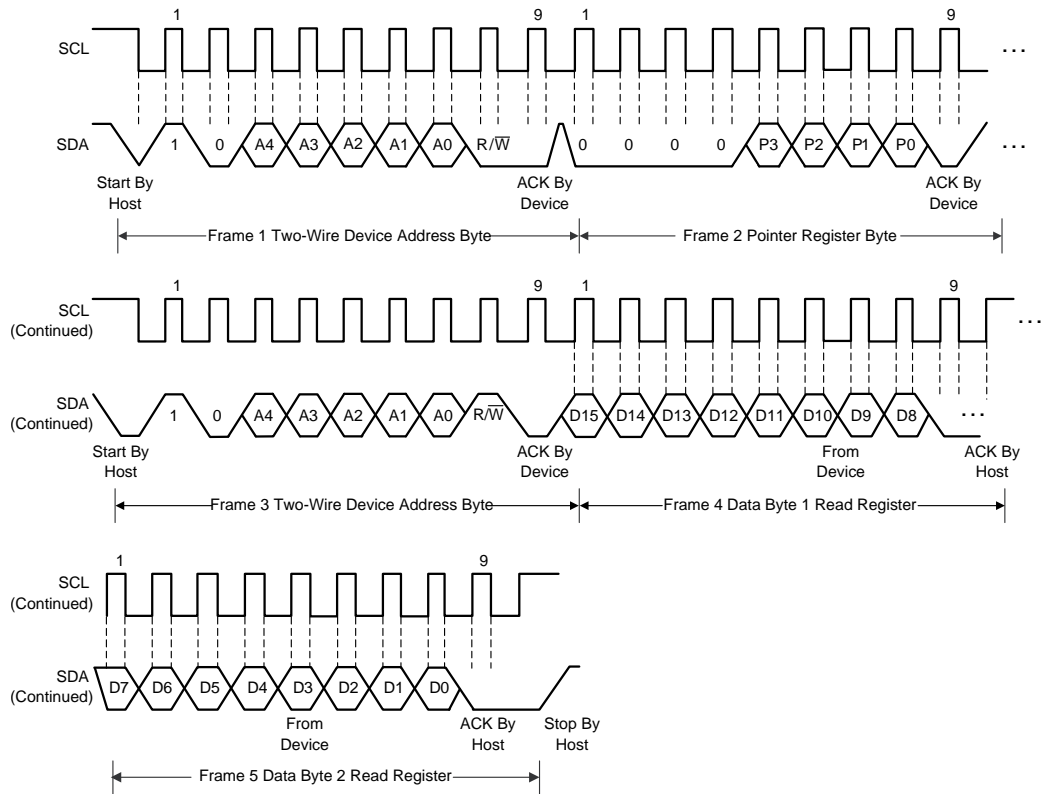 1 9 1 9
SCL ...
SDA 1 0 A4 A3 A2 A1 A0 R/W̅ 0 0 0 0 P3 P2 P1 P0 ...
Start By Host ACK By Device ACK By Device
Frame 1 Two-Wire Device Address Byte Frame 2 Pointer Register Byte
1 9 1 9
SCL (Continued) ...
SDA (Continued) 1 0 A4 A3 A2 A1 A0 R/W̅ D15 D14 D13 D12 D11 D10 D9 D8 ...
Start By Host ACK By Device From Device ACK By Host
Frame 3 Two-Wire Device Address Byte Frame 4 Data Byte 1 Read Register
1 9
SCL (Continued)
SDA (Continued) D7 D6 D5 D4 D3 D2 D1 D0
From Device ACK By Host Stop By Host
Frame 5 Data Byte 2 Read Register